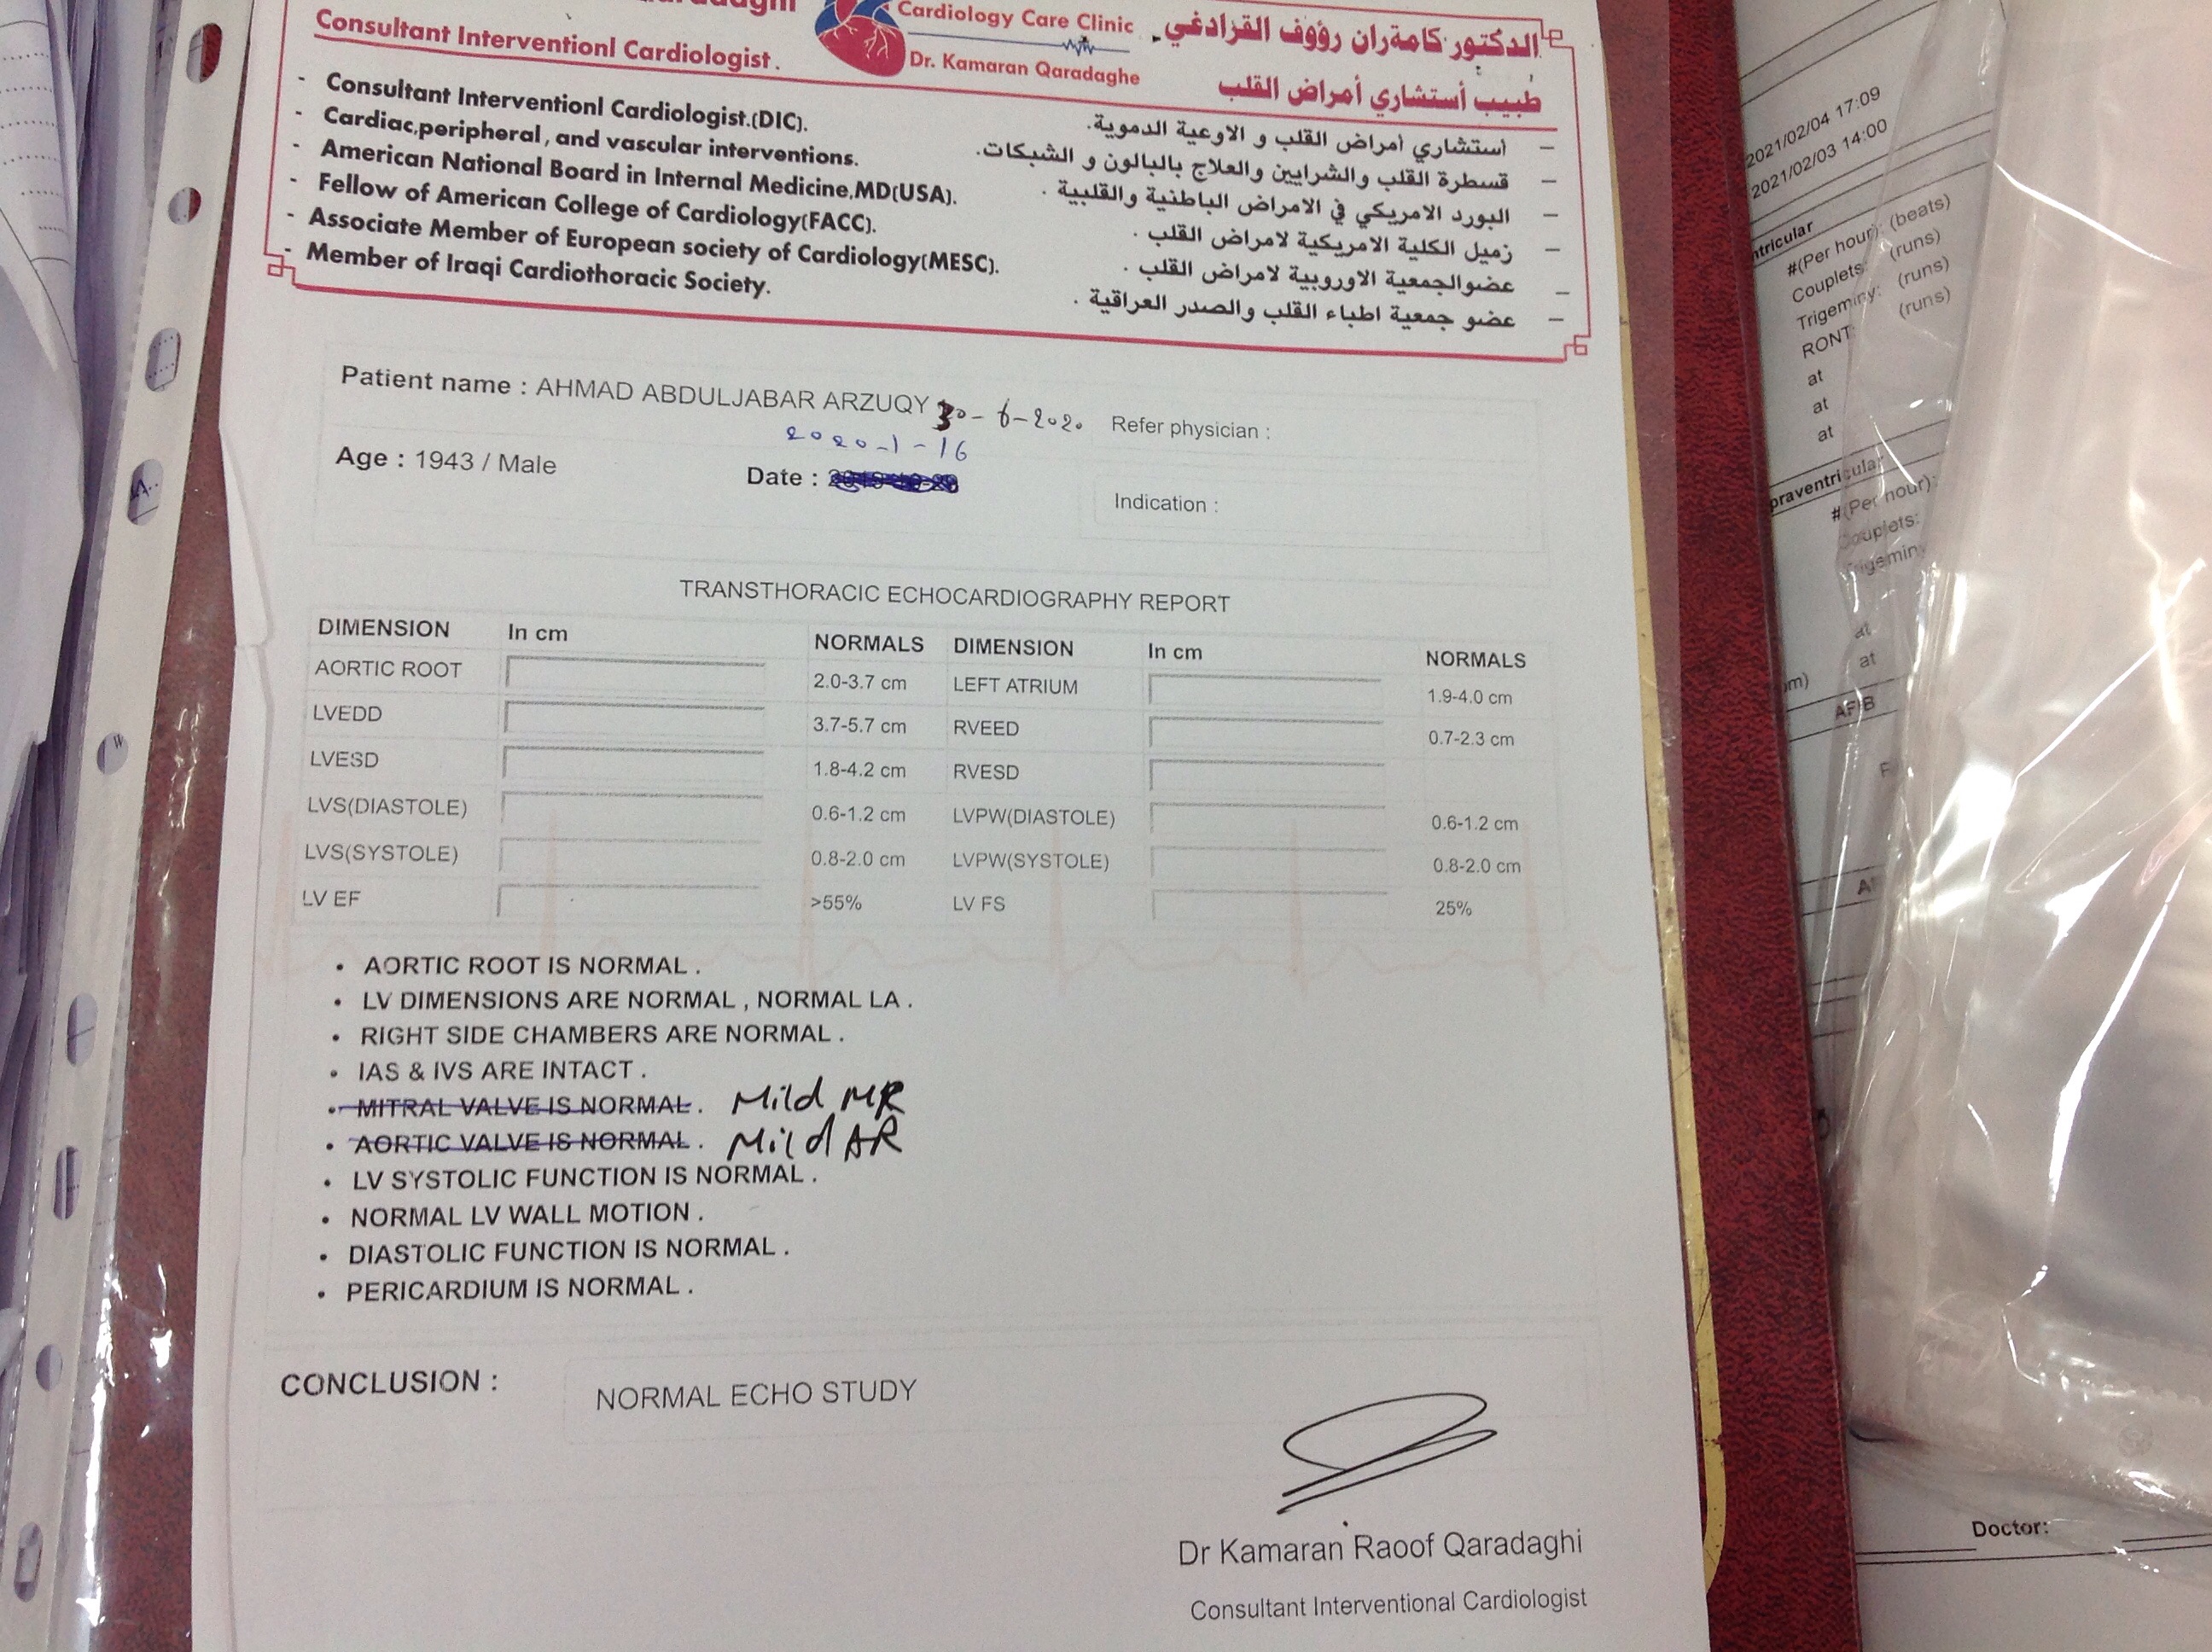 Consultant Interventionl Cardiologist.
Cardiology Care Clinic
Dr. Kamaran Qaradaghe
الدكتور كامةران رؤوف القرادغي
طبيب أستشاري أمراض القلب
- Consultant Interventionl Cardiologist.(DIC).
- Cardiac,peripheral, and vascular interventions.
- American National Board in Internal Medicine,MD(USA).
- Fellow of American College of Cardiology(FACC).
- Associate Member of European society of Cardiology(MESC).
- Member of Iraqi Cardiothoracic Society.
– أستشاري أمراض القلب و الاوعية الدموية.
– قسطرة القلب والشرايين والعلاج بالبالون و الشبكات.
– البورد الامريكي في الامراض الباطنية والقلبية .
– زميل الكلية الامريكية لامراض القلب .
– عضوالجمعية الاوروبية لامراض القلب .
– عضو جمعية اطباء القلب والصدر العراقية .
Patient name : AHMAD ABDULJABAR ARZUQY 30-6-2020 Refer physician :
2020-1-16
Age : 1943 / Male Date : Indication :
TRANSTHORACIC ECHOCARDIOGRAPHY REPORT
DIMENSION In cm NORMALS DIMENSION In cm NORMALS
AORTIC ROOT 2.0-3.7 cm LEFT ATRIUM 1.9-4.0 cm
LVEDD 3.7-5.7 cm RVEED 0.7-2.3 cm
LVESD 1.8-4.2 cm RVESD
LVS(DIASTOLE) 0.6-1.2 cm LVPW(DIASTOLE) 0.6-1.2 cm
LVS(SYSTOLE) 0.8-2.0 cm LVPW(SYSTOLE) 0.8-2.0 cm
LV EF >55% LV FS 25%
• AORTIC ROOT IS NORMAL .
• LV DIMENSIONS ARE NORMAL , NORMAL LA .
• RIGHT SIDE CHAMBERS ARE NORMAL .
• IAS & IVS ARE INTACT .
• MITRAL VALVE IS NORMAL . Mild MR
• AORTIC VALVE IS NORMAL . Mild AR
• LV SYSTOLIC FUNCTION IS NORMAL .
• NORMAL LV WALL MOTION .
• DIASTOLIC FUNCTION IS NORMAL .
• PERICARDIUM IS NORMAL .
CONCLUSION : NORMAL ECHO STUDY
Dr Kamaran Raoof Qaradaghi
Consultant Interventional Cardiologist
2021/02/04 17:09
2021/02/03 14:00
#(Per hour): (beats)
Couplets: (runs)
Trigeminy: (runs)
RONT: (runs)
at
at
at
#(Per hour):
Couplets:
at
at
Doctor: